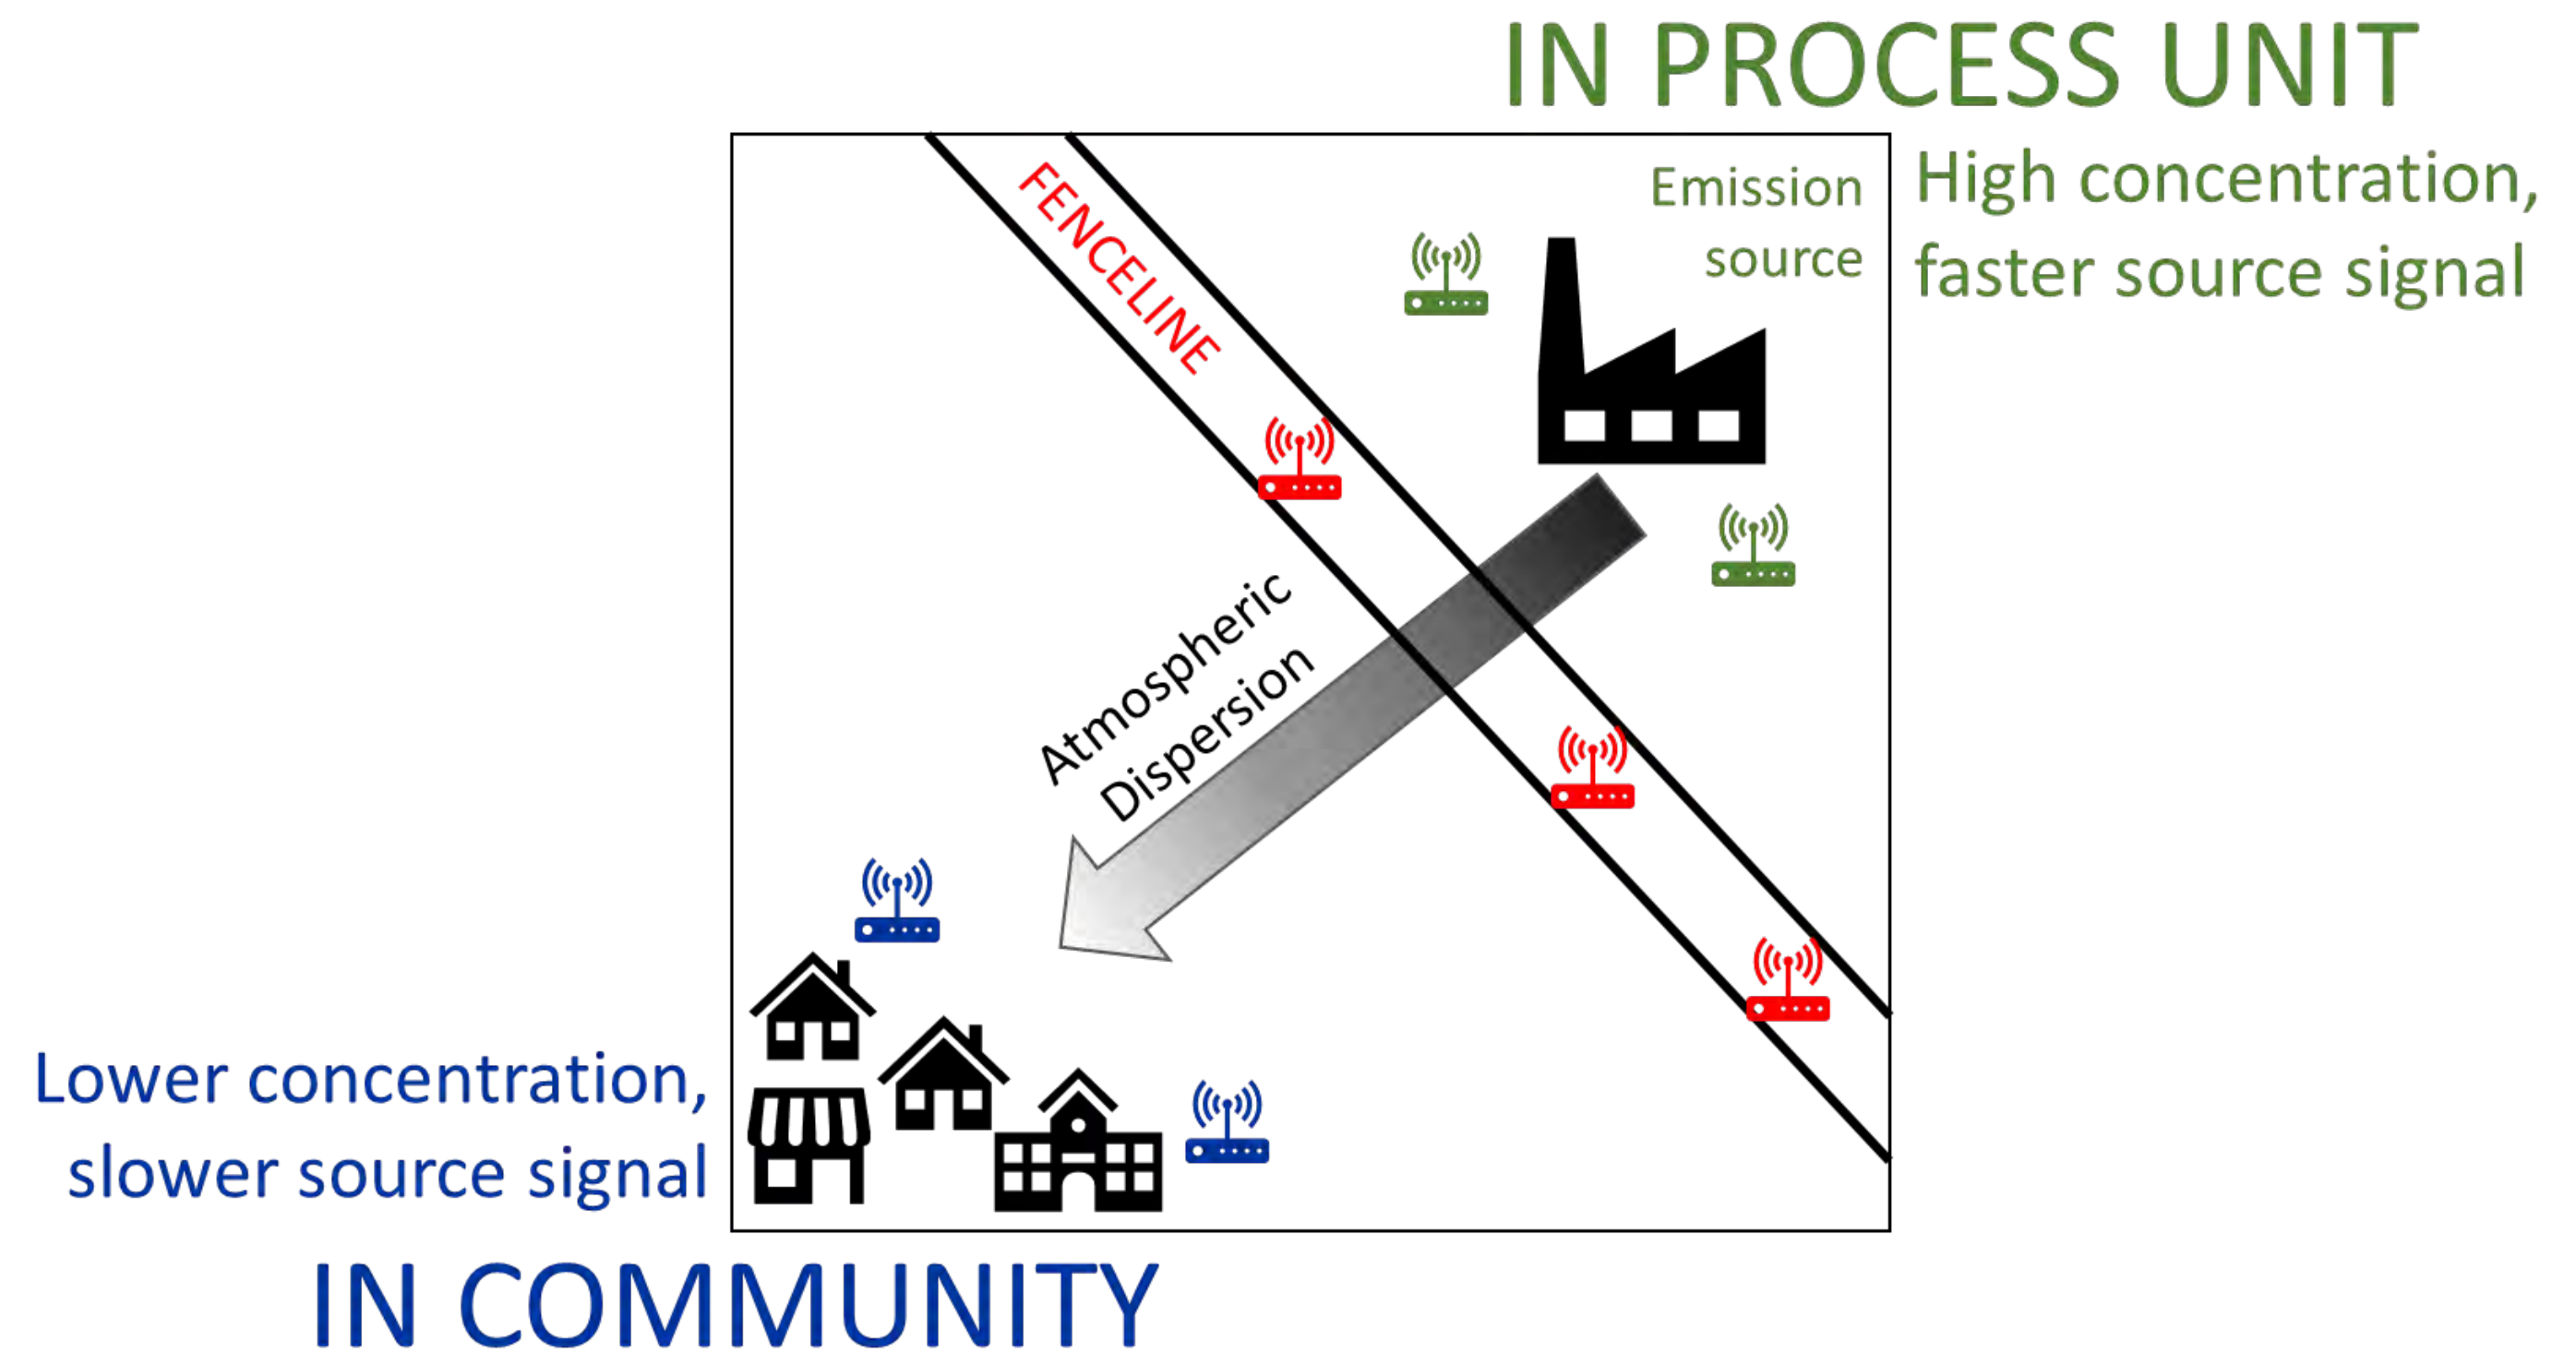 IN PROCESS UNIT
High concentration,
faster source signal
Emission
source
FENCELINE
Atmospheric
Dispersion
Lower concentration,
slower source signal
IN COMMUNITY